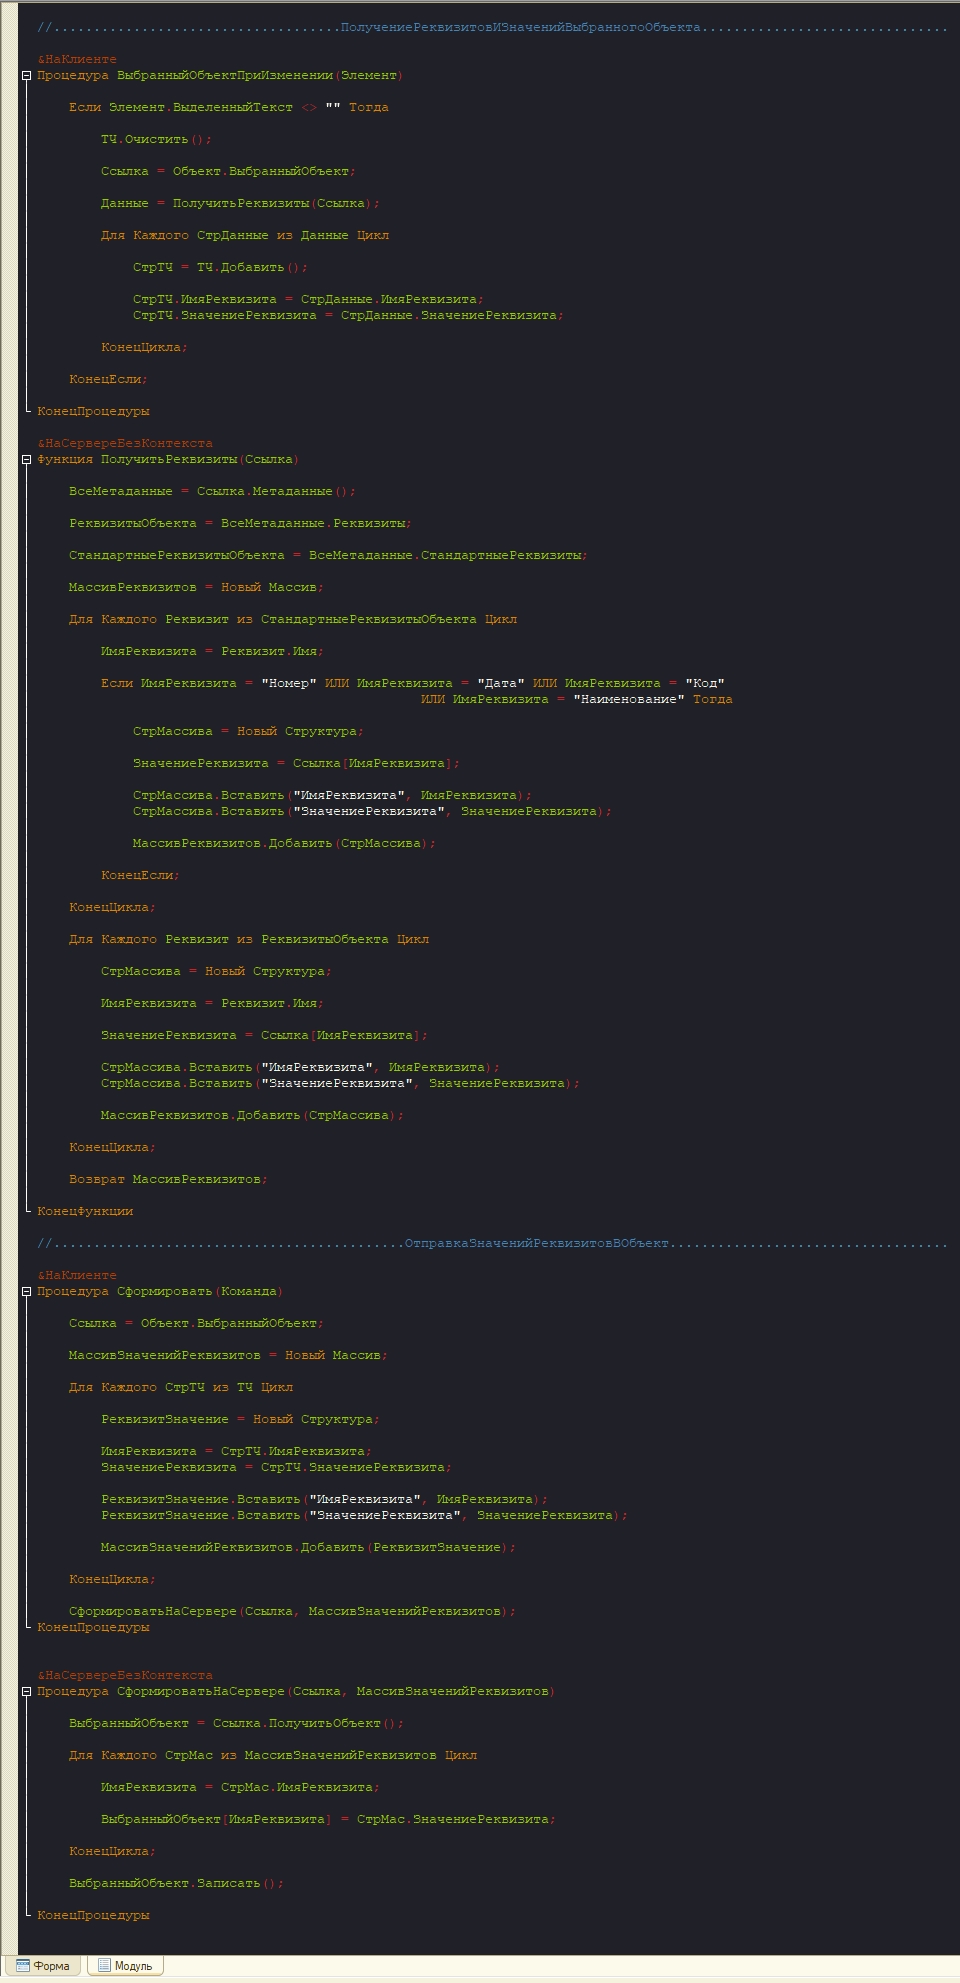 //....................................ПолучениеРеквизитовИЗначенийВыбранногоОбъекта...............................
&НаКлиенте
Процедура ВыбранныйОбъектПриИзменении(Элемент)
Если Элемент.ВыделенныйТекст <> "" Тогда
ТЧ.Очистить();
Ссылка = Объект.ВыбранныйОбъект;
Данные = ПолучитьРеквизиты(Ссылка);
Для Каждого СтрДанные из Данные Цикл
СтрТЧ = ТЧ.Добавить();
СтрТЧ.ИмяРеквизита = СтрДанные.ИмяРеквизита;
СтрТЧ.ЗначениеРеквизита = СтрДанные.ЗначениеРеквизита;
КонецЦикла;
КонецЕсли;
КонецПроцедуры
&НаСервереБезКонтекста
Функция ПолучитьРеквизиты(Ссылка)
ВсеМетаданные = Ссылка.Метаданные();
РеквизитыОбъекта = ВсеМетаданные.Реквизиты;
СтандартныеРеквизитыОбъекта = ВсеМетаданные.СтандартныеРеквизиты;
МассивРеквизитов = Новый Массив;
Для Каждого Реквизит из СтандартныеРеквизитыОбъекта Цикл
ИмяРеквизита = Реквизит.Имя;
Если ИмяРеквизита = "Номер" ИЛИ ИмяРеквизита = "Дата" ИЛИ ИмяРеквизита = "Код"
ИЛИ ИмяРеквизита = "Наименование" Тогда
СтрМассива = Новый Структура;
ЗначениеРеквизита = Ссылка[ИмяРеквизита];
СтрМассива.Вставить("ИмяРеквизита", ИмяРеквизита);
СтрМассива.Вставить("ЗначениеРеквизита", ЗначениеРеквизита);
МассивРеквизитов.Добавить(СтрМассива);
КонецЕсли;
КонецЦикла;
Для Каждого Реквизит из РеквизитыОбъекта Цикл
СтрМассива = Новый Структура;
ИмяРеквизита = Реквизит.Имя;
ЗначениеРеквизита = Ссылка[ИмяРеквизита];
СтрМассива.Вставить("ИмяРеквизита", ИмяРеквизита);
СтрМассива.Вставить("ЗначениеРеквизита", ЗначениеРеквизита);
МассивРеквизитов.Добавить(СтрМассива);
КонецЦикла;
Возврат МассивРеквизитов;
КонецФункции
//............................................ОтправкаЗначенийРеквизитовВОбъект...................................
&НаКлиенте
Процедура Сформировать(Команда)
Ссылка = Объект.ВыбранныйОбъект;
МассивЗначенийРеквизитов = Новый Массив;
Для Каждого СтрТЧ из ТЧ Цикл
РеквизитЗначение = Новый Структура;
ИмяРеквизита = СтрТЧ.ИмяРеквизита;
ЗначениеРеквизита = СтрТЧ.ЗначениеРеквизита;
РеквизитЗначение.Вставить("ИмяРеквизита", ИмяРеквизита);
РеквизитЗначение.Вставить("ЗначениеРеквизита", ЗначениеРеквизита);
МассивЗначенийРеквизитов.Добавить(РеквизитЗначение);
КонецЦикла;
СформироватьНаСервере(Ссылка, МассивЗначенийРеквизитов);
КонецПроцедуры
&НаСервереБезКонтекста
Процедура СформироватьНаСервере(Ссылка, МассивЗначенийРеквизитов)
ВыбранныйОбъект = Ссылка.ПолучитьОбъект();
Для Каждого СтрМас из МассивЗначенийРеквизитов Цикл
ИмяРеквизита = СтрМас.ИмяРеквизита;
ВыбранныйОбъект[ИмяРеквизита] = СтрМас.ЗначениеРеквизита;
КонецЦикла;
ВыбранныйОбъект.Записать();
КонецПроцедуры
Форма Модуль